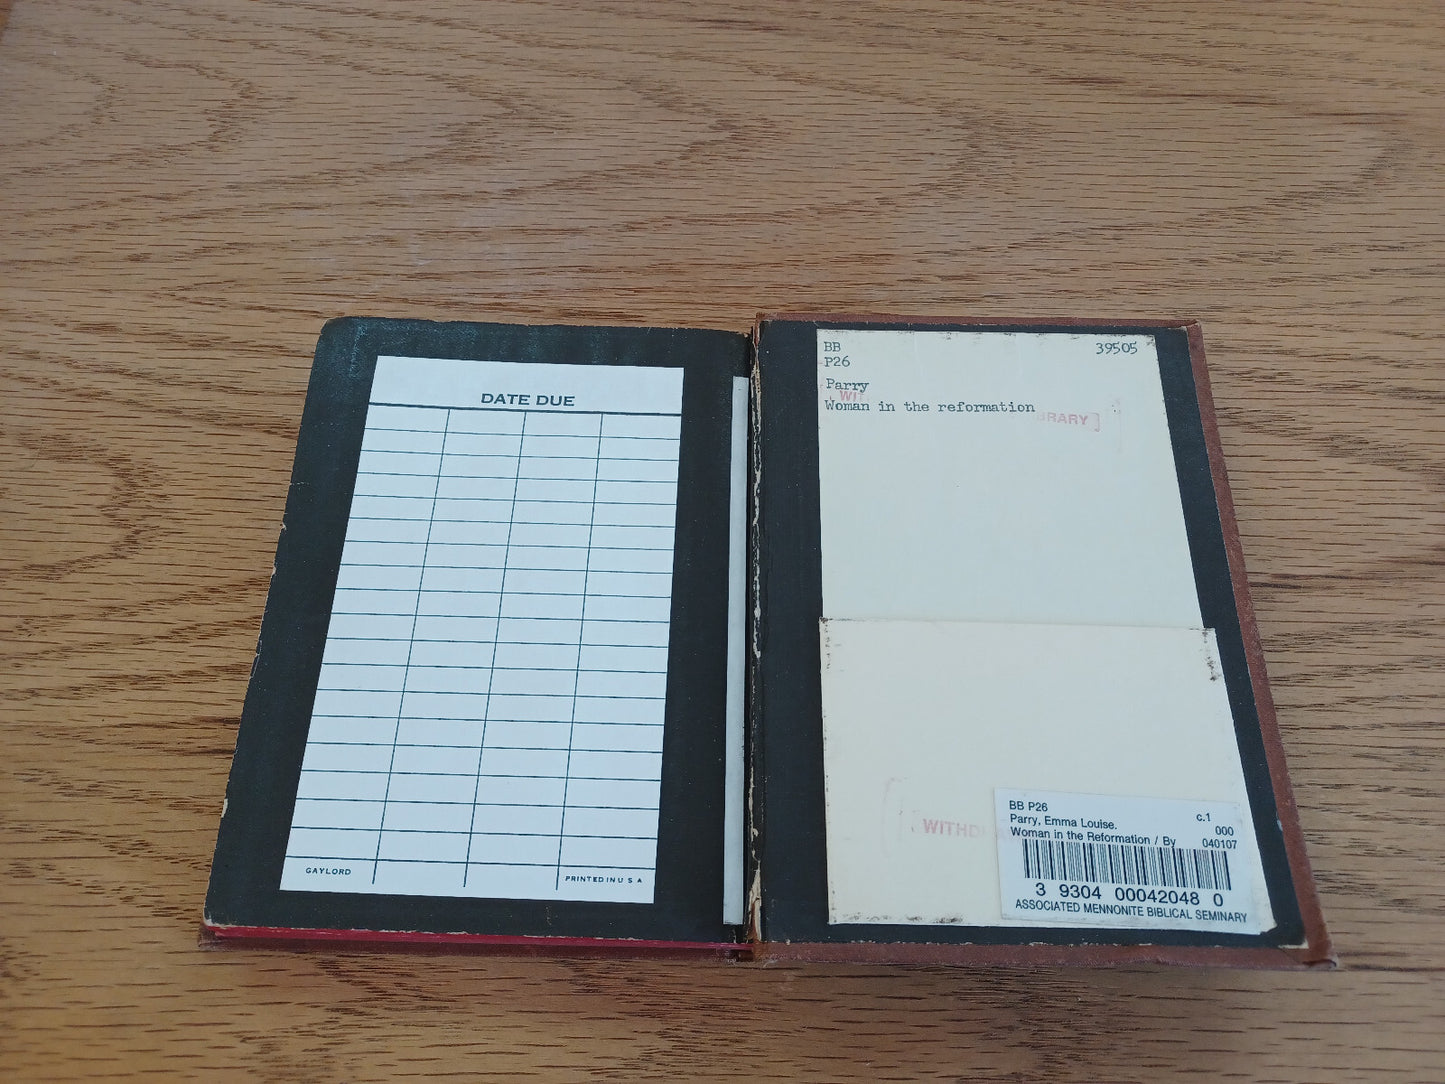 DATE DUE
GAYLORD
PRINTED IN U S A
BB 39505
P26
Parry
Woman in the reformation
BRARY
WITHD
BB P26 c.1
Parry, Emma Louise. 000
Woman in the Reformation / By 040107
3 9304 00042048 0
ASSOCIATED MENNONITE BIBLICAL SEMINARY